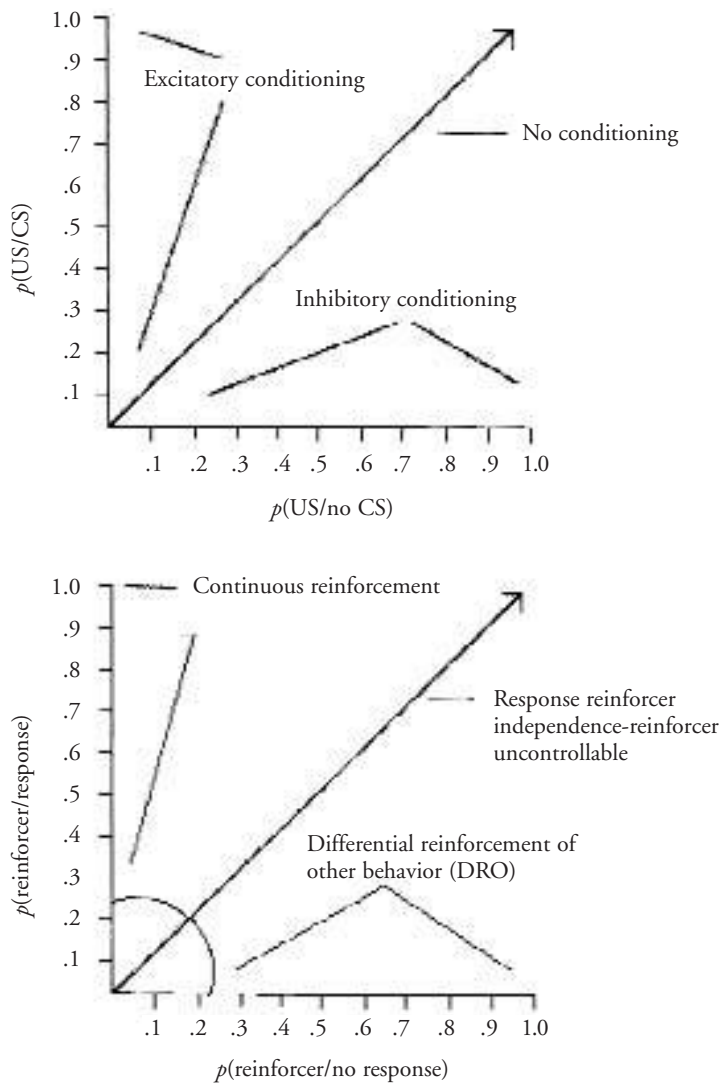 1.0
.9
Excitatory conditioning
.8
.7
No conditioning
.6
p(US/CS)
.5
.4
.3
Inhibitory conditioning
.2
.1
.1 .2 .3 .4 .5 .6 .7 .8 .9 1.0
p(US/no CS)
1.0
Continuous reinforcement
.9
.8
.7
Response reinforcer
independence-reinforcer
uncontrollable
.6
p(reinforcer/response)
.5
.4
Differential reinforcement of
other behavior (DRO)
.3
.2
.1
.1 .2 .3 .4 .5 .6 .7 .8 .9 1.0
p(reinforcer/no response)